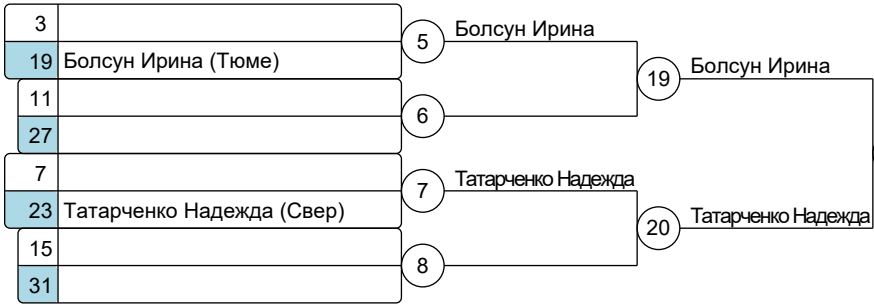 3
5 Болсун Ирина
19 Болсун Ирина (Тюме)
19 Болсун Ирина
11
6
27
7
7 Татарченко Надежда
23 Татарченко Надежда (Свер)
20 Татарченко Надежда
15
8
31